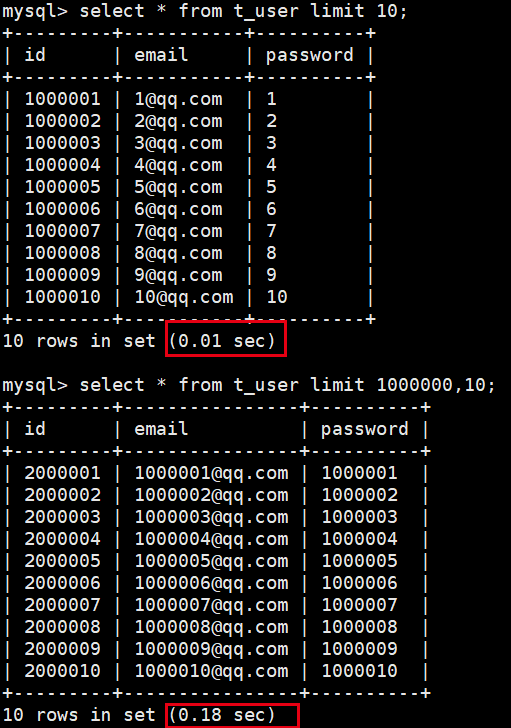 mysql> select * from t_user limit 10;
+---------+-----------+----------+
| id      | email     | password |
+---------+-----------+----------+
| 1000001 | 1@qq.com  | 1        |
| 1000002 | 2@qq.com  | 2        |
| 1000003 | 3@qq.com  | 3        |
| 1000004 | 4@qq.com  | 4        |
| 1000005 | 5@qq.com  | 5        |
| 1000006 | 6@qq.com  | 6        |
| 1000007 | 7@qq.com  | 7        |
| 1000008 | 8@qq.com  | 8        |
| 1000009 | 9@qq.com  | 9        |
| 1000010 | 10@qq.com | 10       |
+---------+-----------+----------+
10 rows in set (0.01 sec)
mysql> select * from t_user limit 1000000,10;
+---------+----------------+----------+
| id      | email          | password |
+---------+----------------+----------+
| 2000001 | 1000001@qq.com | 1000001  |
| 2000002 | 1000002@qq.com | 1000002  |
| 2000003 | 1000003@qq.com | 1000003  |
| 2000004 | 1000004@qq.com | 1000004  |
| 2000005 | 1000005@qq.com | 1000005  |
| 2000006 | 1000006@qq.com | 1000006  |
| 2000007 | 1000007@qq.com | 1000007  |
| 2000008 | 1000008@qq.com | 1000008  |
| 2000009 | 1000009@qq.com | 1000009  |
| 2000010 | 1000010@qq.com | 1000010  |
+---------+----------------+----------+
10 rows in set (0.18 sec)